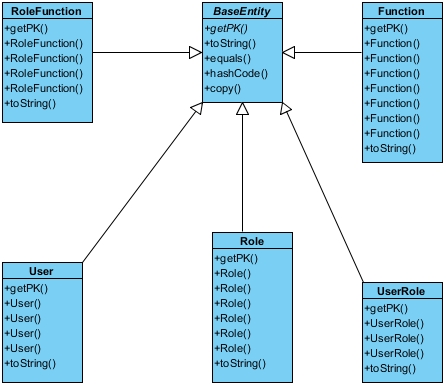 RoleFunction
+getPK()
+RoleFunction()
+RoleFunction()
+RoleFunction()
+RoleFunction()
+toString()
BaseEntity
+getPK()
+toString()
+equals()
+hashCode()
+copy()
Function
+getPK()
+Function()
+Function()
+Function()
+Function()
+Function()
+Function()
+Function()
+toString()
User
+getPK()
+User()
+User()
+User()
+User()
+toString()
Role
+getPK()
+Role()
+Role()
+Role()
+Role()
+Role()
+Role()
+toString()
UserRole
+getPK()
+UserRole()
+UserRole()
+UserRole()
+toString()